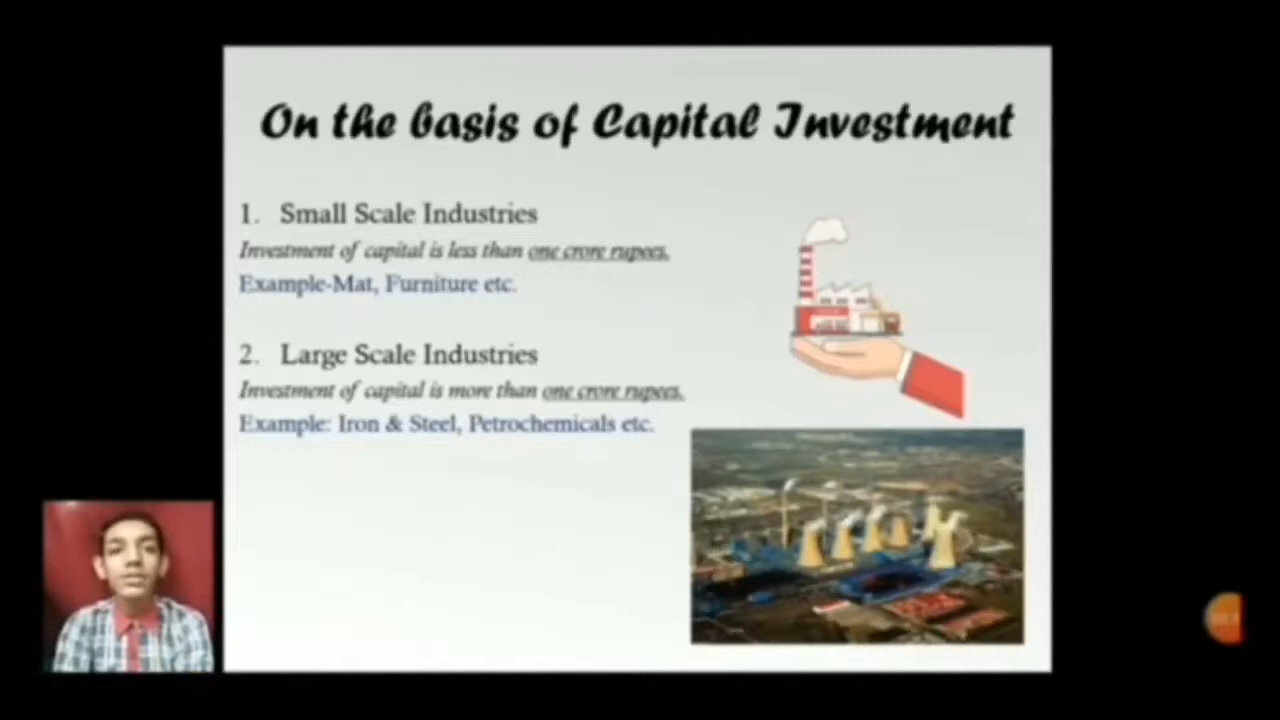 On the basis of Capital Investment
1. Small Scale Industries
Investment of capital is less than one crore rupees.
Example-Mat, Furniture etc.
2. Large Scale Industries
Investment of capital is more than one crore rupees.
Example: Iron & Steel, Petrochemicals etc.